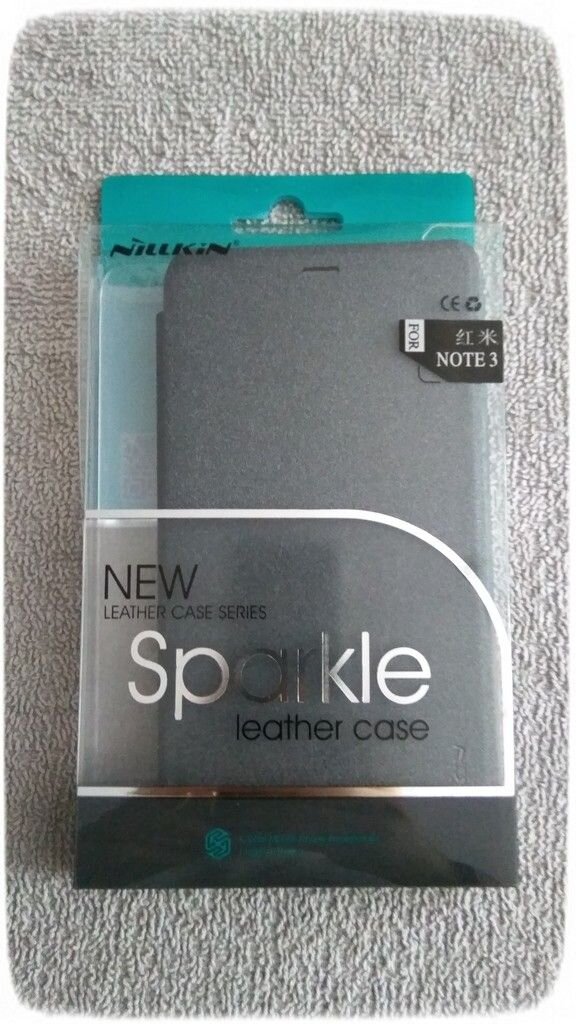 NiLLKiN®
CE
FOR
红米
NOTE 3
NEW
LEATHER CASE SERIES
Sparkle
leather case